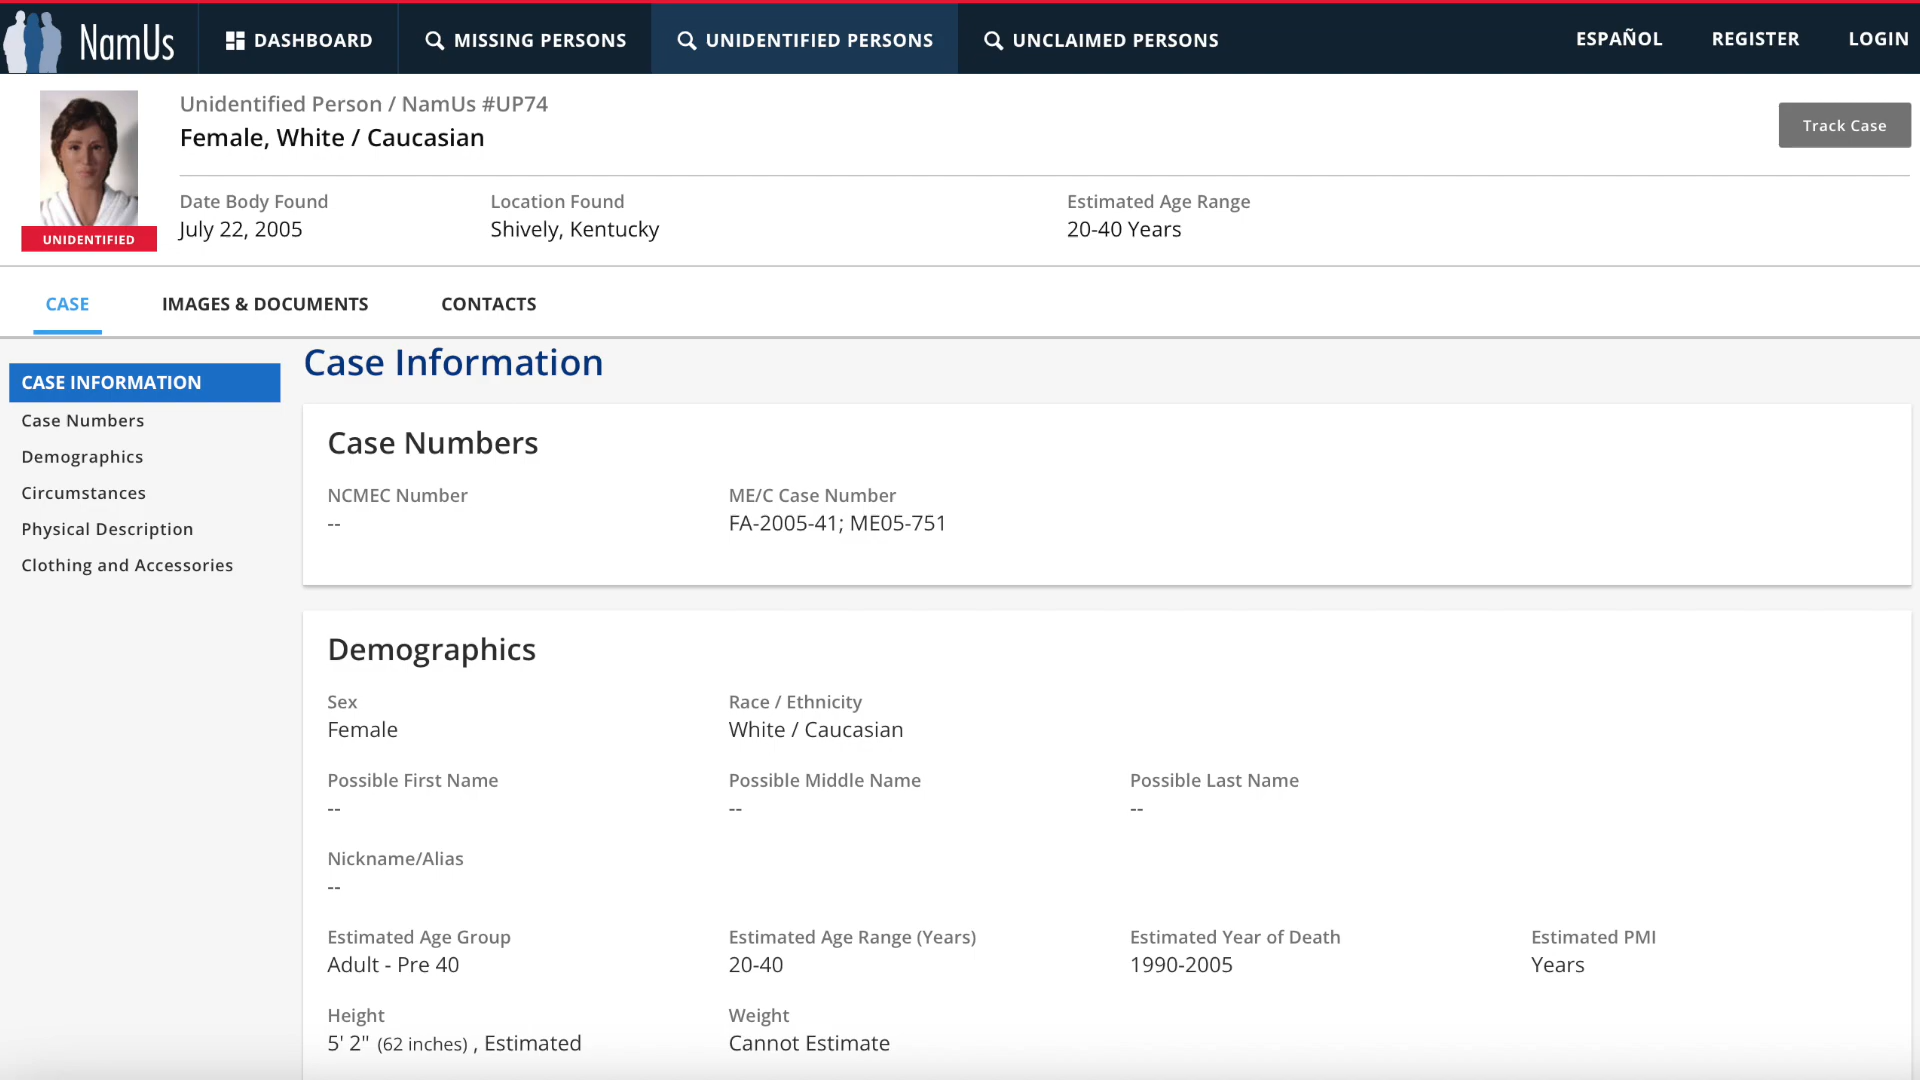 NamUs
DASHBOARD
MISSING PERSONS
UNIDENTIFIED PERSONS
UNCLAIMED PERSONS
ESPAÑOL
REGISTER
LOGIN
Unidentified Person / NamUs #UP74
Female, White / Caucasian
Track Case
UNIDENTIFIED
Date Body Found
July 22, 2005
Location Found
Shively, Kentucky
Estimated Age Range
20-40 Years
CASE
IMAGES & DOCUMENTS
CONTACTS
CASE INFORMATION
Case Numbers
Demographics
Circumstances
Physical Description
Clothing and Accessories
Case Information
Case Numbers
NCMEC Number
--
ME/C Case Number
FA-2005-41; ME05-751
Demographics
Sex
Female
Race / Ethnicity
White / Caucasian
Possible First Name
--
Possible Middle Name
--
Possible Last Name
--
Nickname/Alias
--
Estimated Age Group
Adult - Pre 40
Estimated Age Range (Years)
20-40
Estimated Year of Death
1990-2005
Estimated PMI
Years
Height
5' 2" (62 inches) , Estimated
Weight
Cannot Estimate